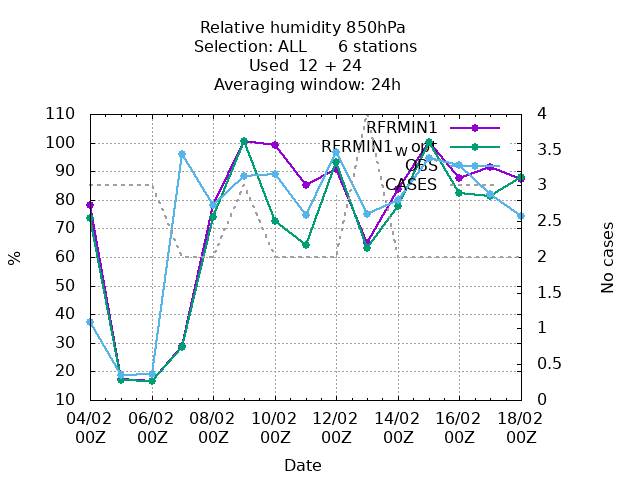 Relative humidity 850hPa
Selection: ALL 6 stations
Used 12 + 24
Averaging window: 24h
110
100
90
80
70
60
50
40
30
20
10
%
4
3.5
3
2.5
2
1.5
1
0.5
0
No cases
RFRMIN1
RFRMIN1w opt
OBS
CASES
04/02 06/02 08/02 10/02 12/02 14/02 16/02 18/02
00Z 00Z 00Z 00Z 00Z 00Z 00Z 00Z
Date